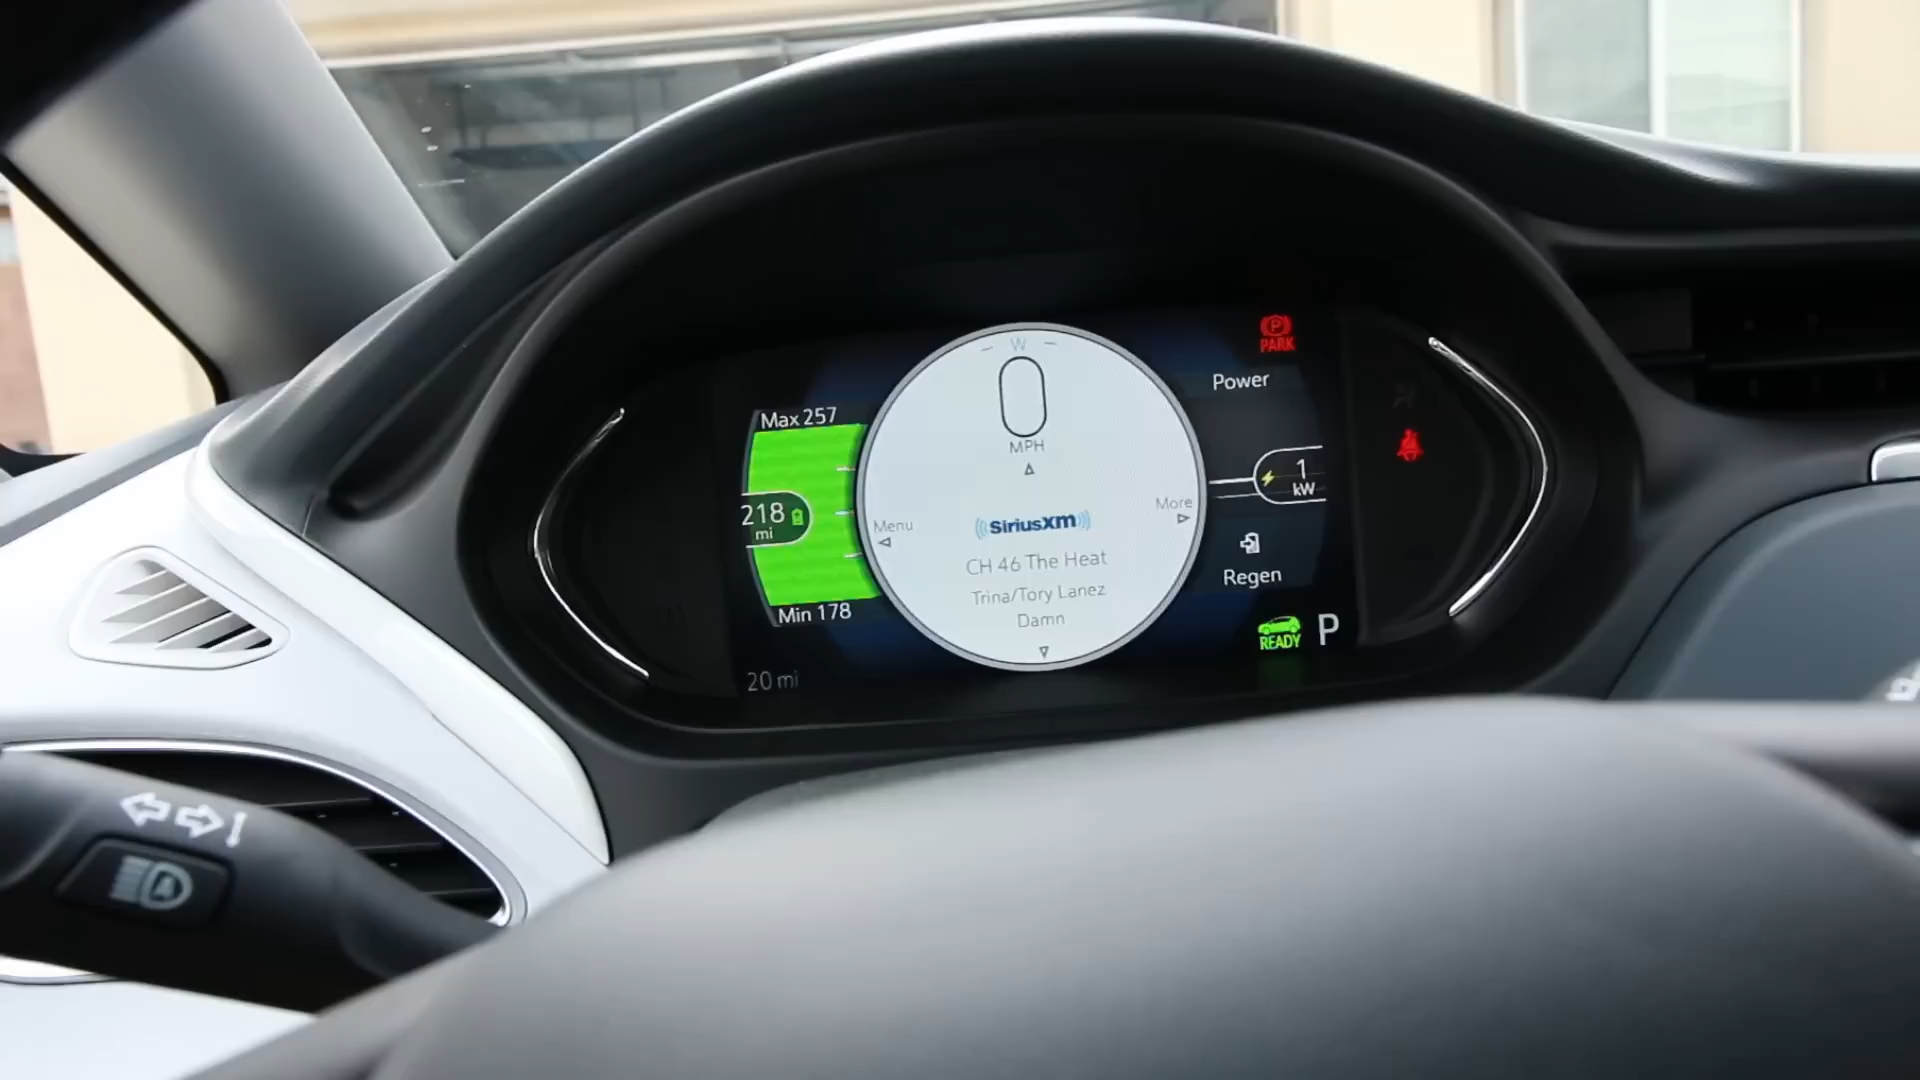 W
PARK
Power
Max 257
0
MPH
218
mi
1
kW
Menu
More
SiriusXM
CH 46 The Heat
Trina/Tory Lanez
Damn
Regen
Min 178
READY
P
20 mi